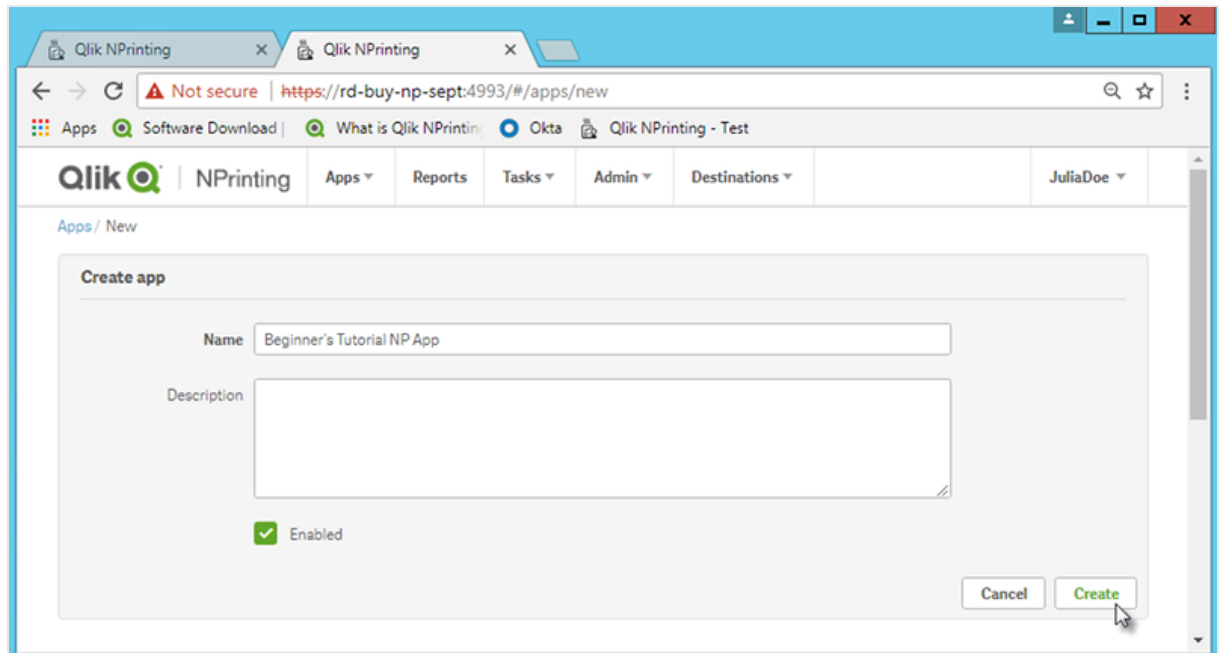 Qlik NPrinting
Qlik NPrinting
Not secure | https://rd-buy-np-sept:4993/#/apps/new
Apps Software Download | What is Qlik NPrintin Okta Qlik NPrinting - Test
Qlik NPrinting Apps Reports Tasks Admin Destinations JuliaDoe
Apps / New
Create app
Name Beginner's Tutorial NP App
Description
Enabled
Cancel Create